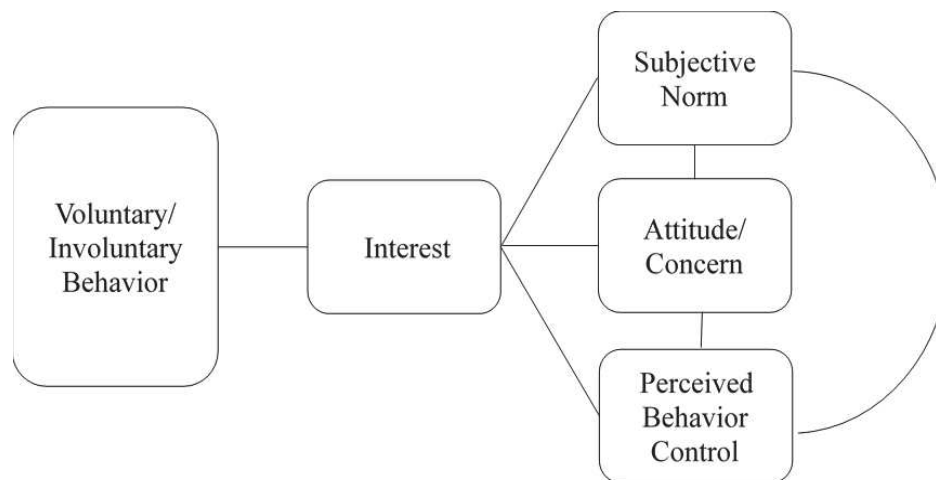 Voluntary/
Involuntary
Behavior
Interest
Subjective
Norm
Attitude/
Concern
Perceived
Behavior
Control